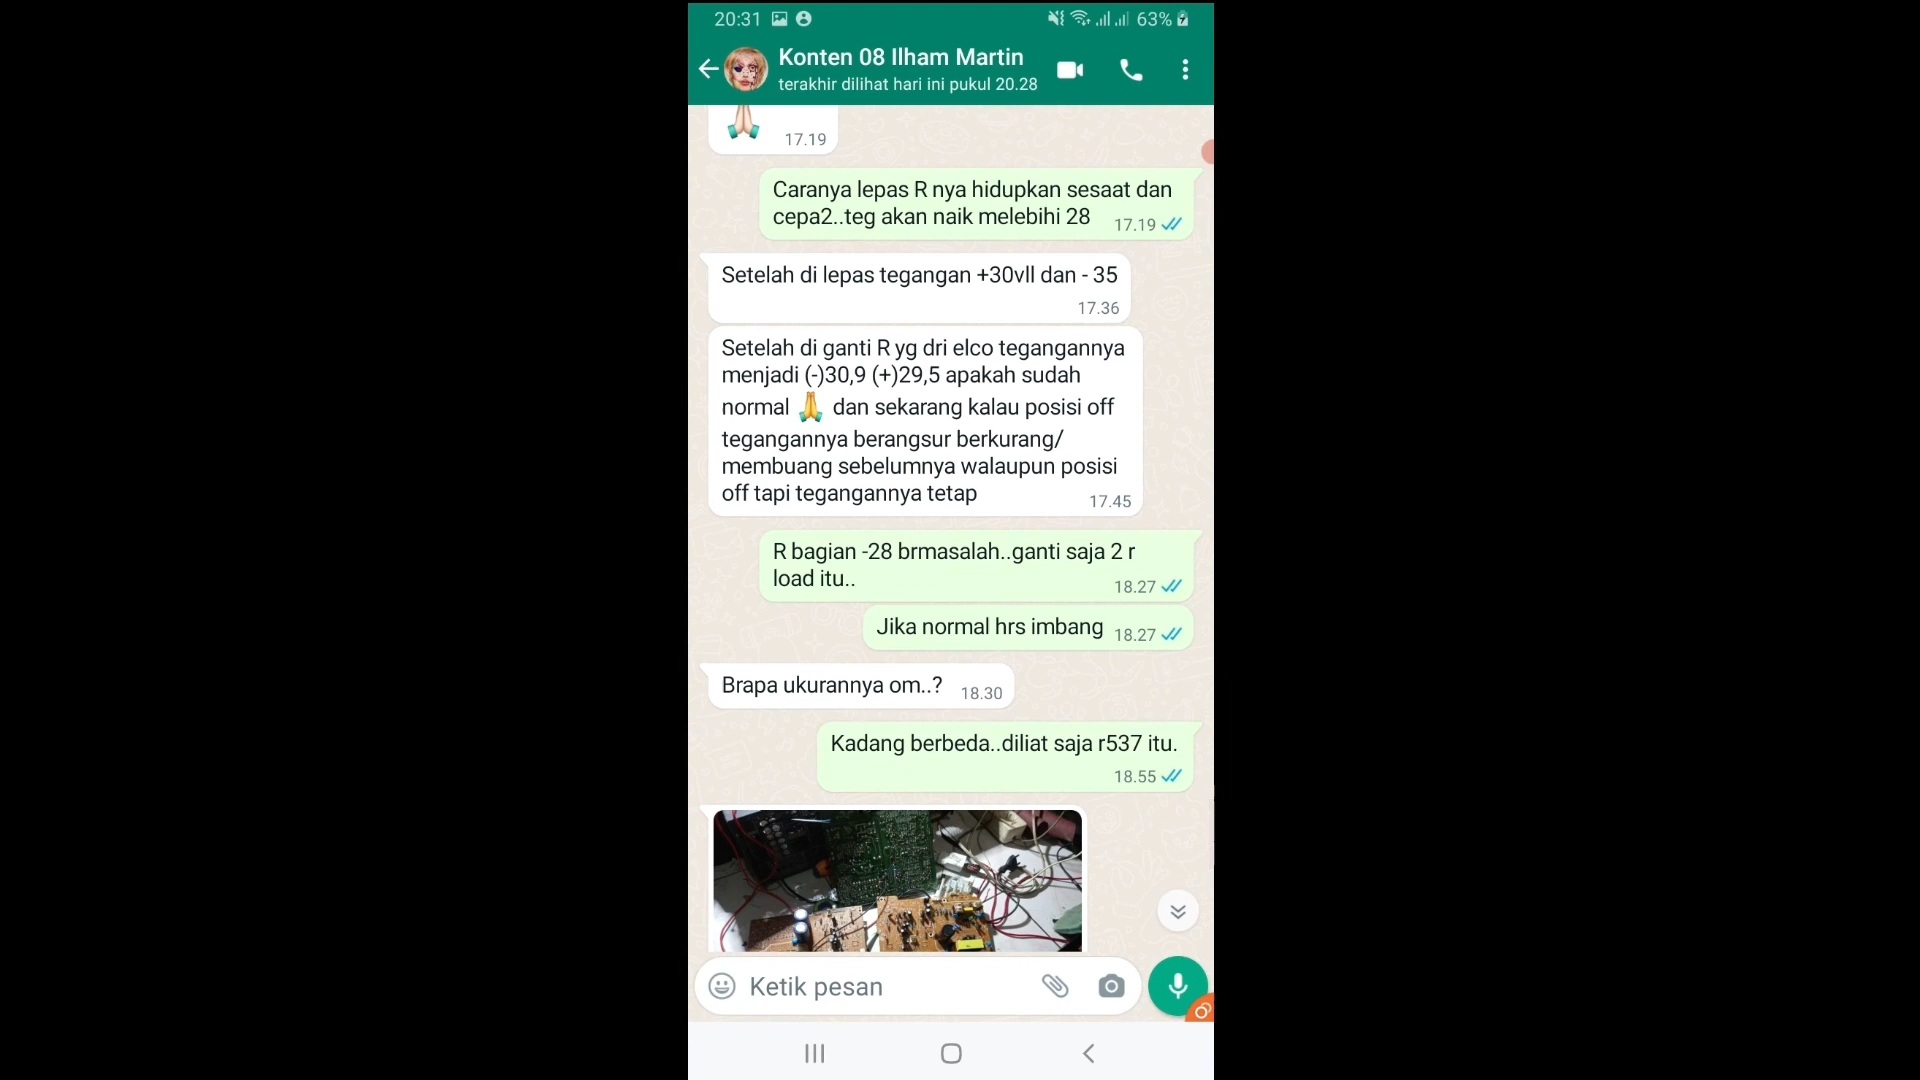 20:31
63%
Konten 08 Ilham Martin
terakhir dilihat hari ini pukul 20.28
17.19
Caranya lepas R nya hidupkan sesaat dan
cepa2..teg akan naik melebihi 28
17.19
Setelah di lepas tegangan +30vll dan - 35
17.36
Setelah di ganti R yg dri elco tegangannya
menjadi (-)30,9 (+)29,5 apakah sudah
normal 🙏 dan sekarang kalau posisi off
tegangannya berangsur berkurang/
membuang sebelumnya walaupun posisi
off tapi tegangannya tetap
17.45
R bagian -28 brmasalah..ganti saja 2 r
load itu..
18.27
Jika normal hrs imbang
18.27
Brapa ukurannya om..?
18.30
Kadang berbeda..diliat saja r537 itu.
18.55
Ketik pesan